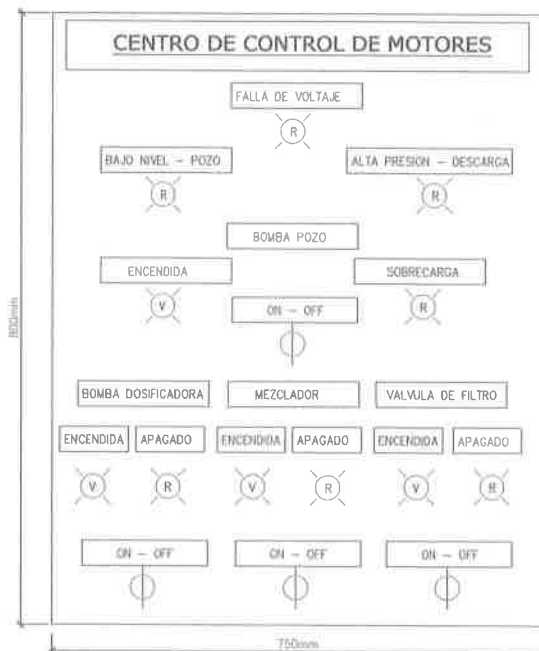 CENTRO DE CONTROL DE MOTORES
FALLA DE VOLTAJE
R
BAJO NIVEL – POZO
ALTA PRESION – DESCARGA
R
R
BOMBA POZO
ENCENDIDA
SOBRECARGA
V
ON – OFF
R
800mm
BOMBA DOSIFICADORA
MEZCLADOR
VALVULA DE FILTRO
ENCENDIDA
APAGADO
ENCENDIDA
APAGADO
ENCENDIDA
APAGADO
V
R
V
R
V
R
ON – OFF
ON – OFF
ON – OFF
750mm